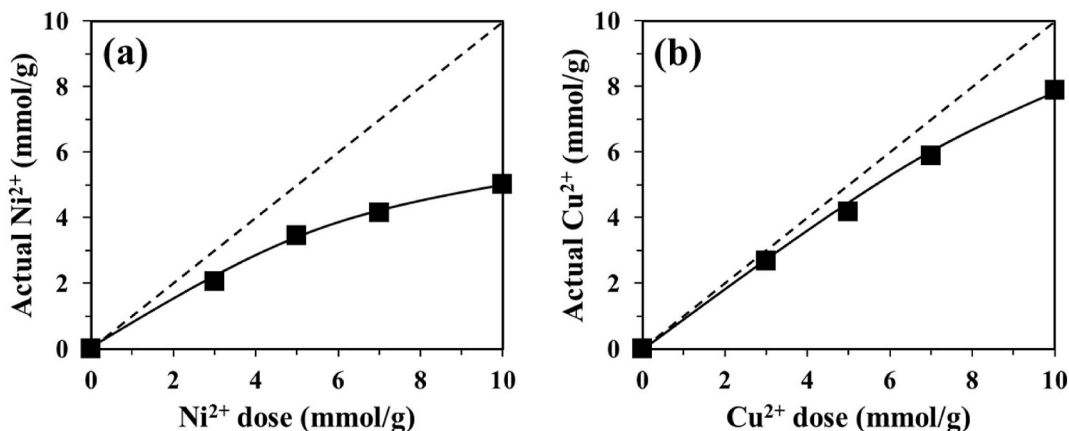 (a)
10
8
6
4
2
0
Actual Ni²⁺ (mmol/g)
0 2 4 6 8 10
Ni²⁺ dose (mmol/g)
(b)
10
8
6
4
2
0
Actual Cu²⁺ (mmol/g)
0 2 4 6 8 10
Cu²⁺ dose (mmol/g)